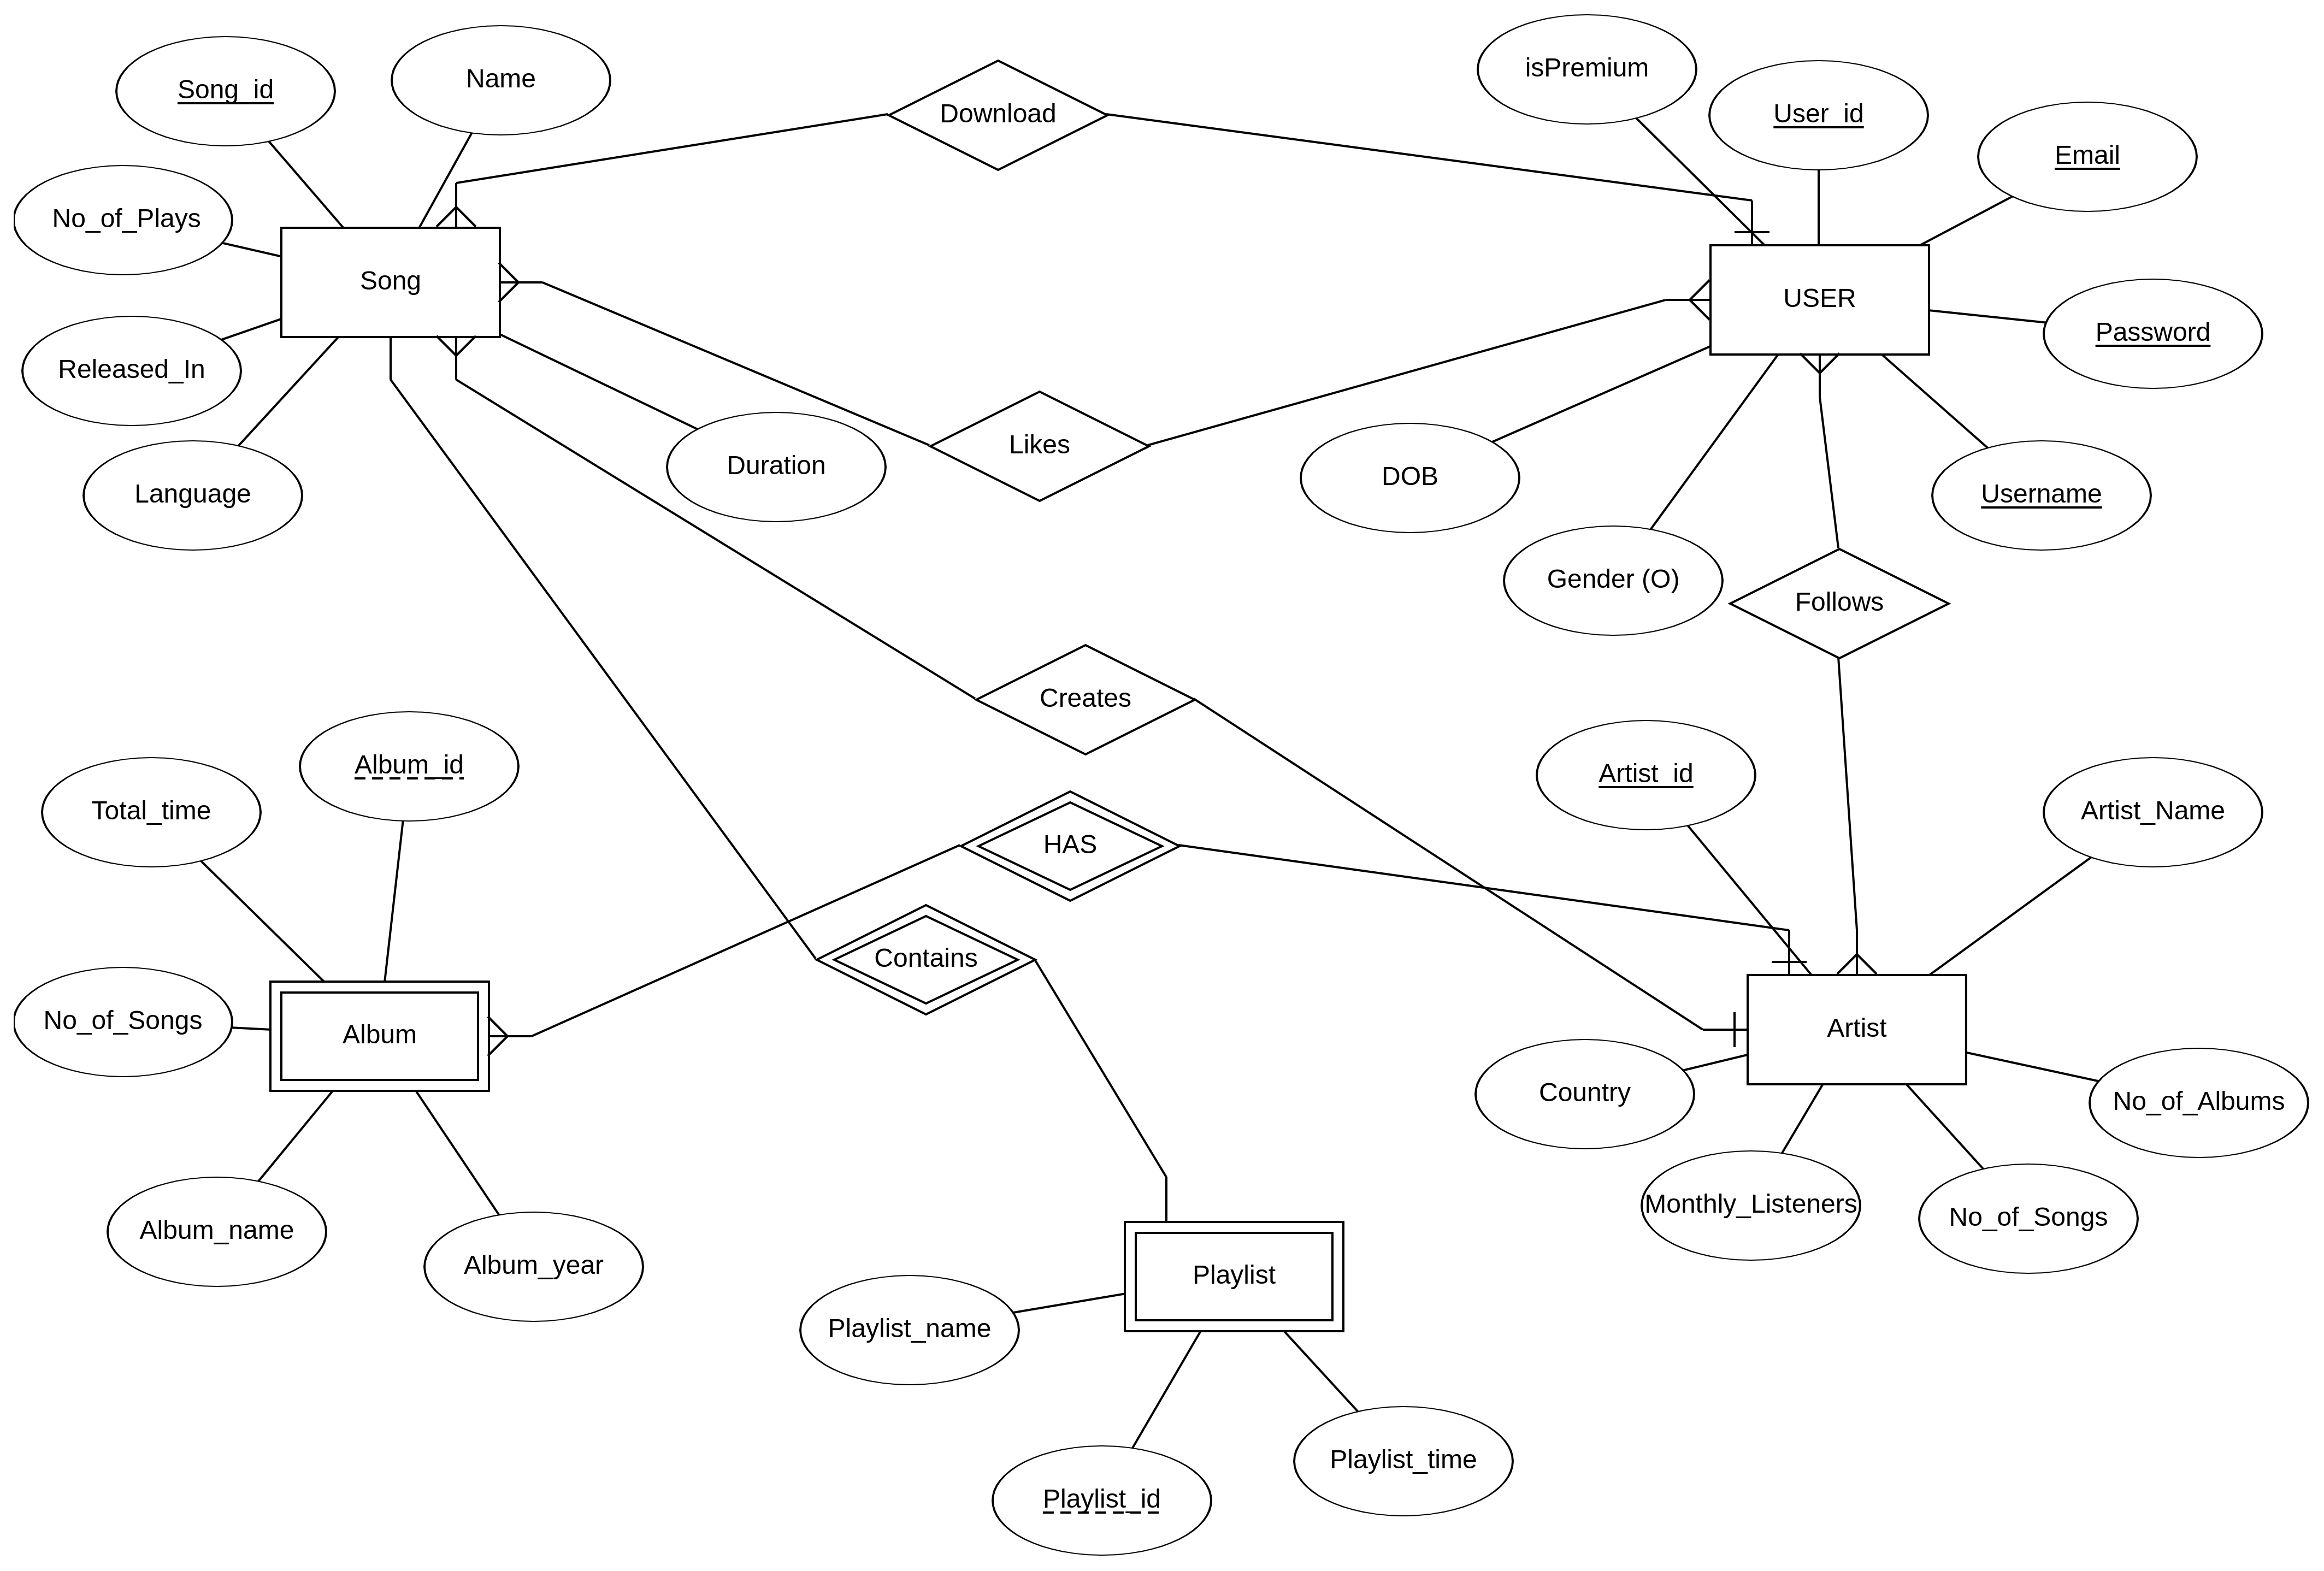 isPremium
Name
Song_id
Download
User_id
Email
No_of_Plays
Song
USER
Password
Released_In
Likes
Duration
DOB
Language
Username
Gender (O)
Follows
Creates
Album_id
Artist_id
Total_time
Artist_Name
HAS
Contains
No_of_Songs
Album
Artist
Country
No_of_Albums
Monthly_Listeners
No_of_Songs
Album_name
Album_year
Playlist
Playlist_name
Playlist_time
Playlist_id